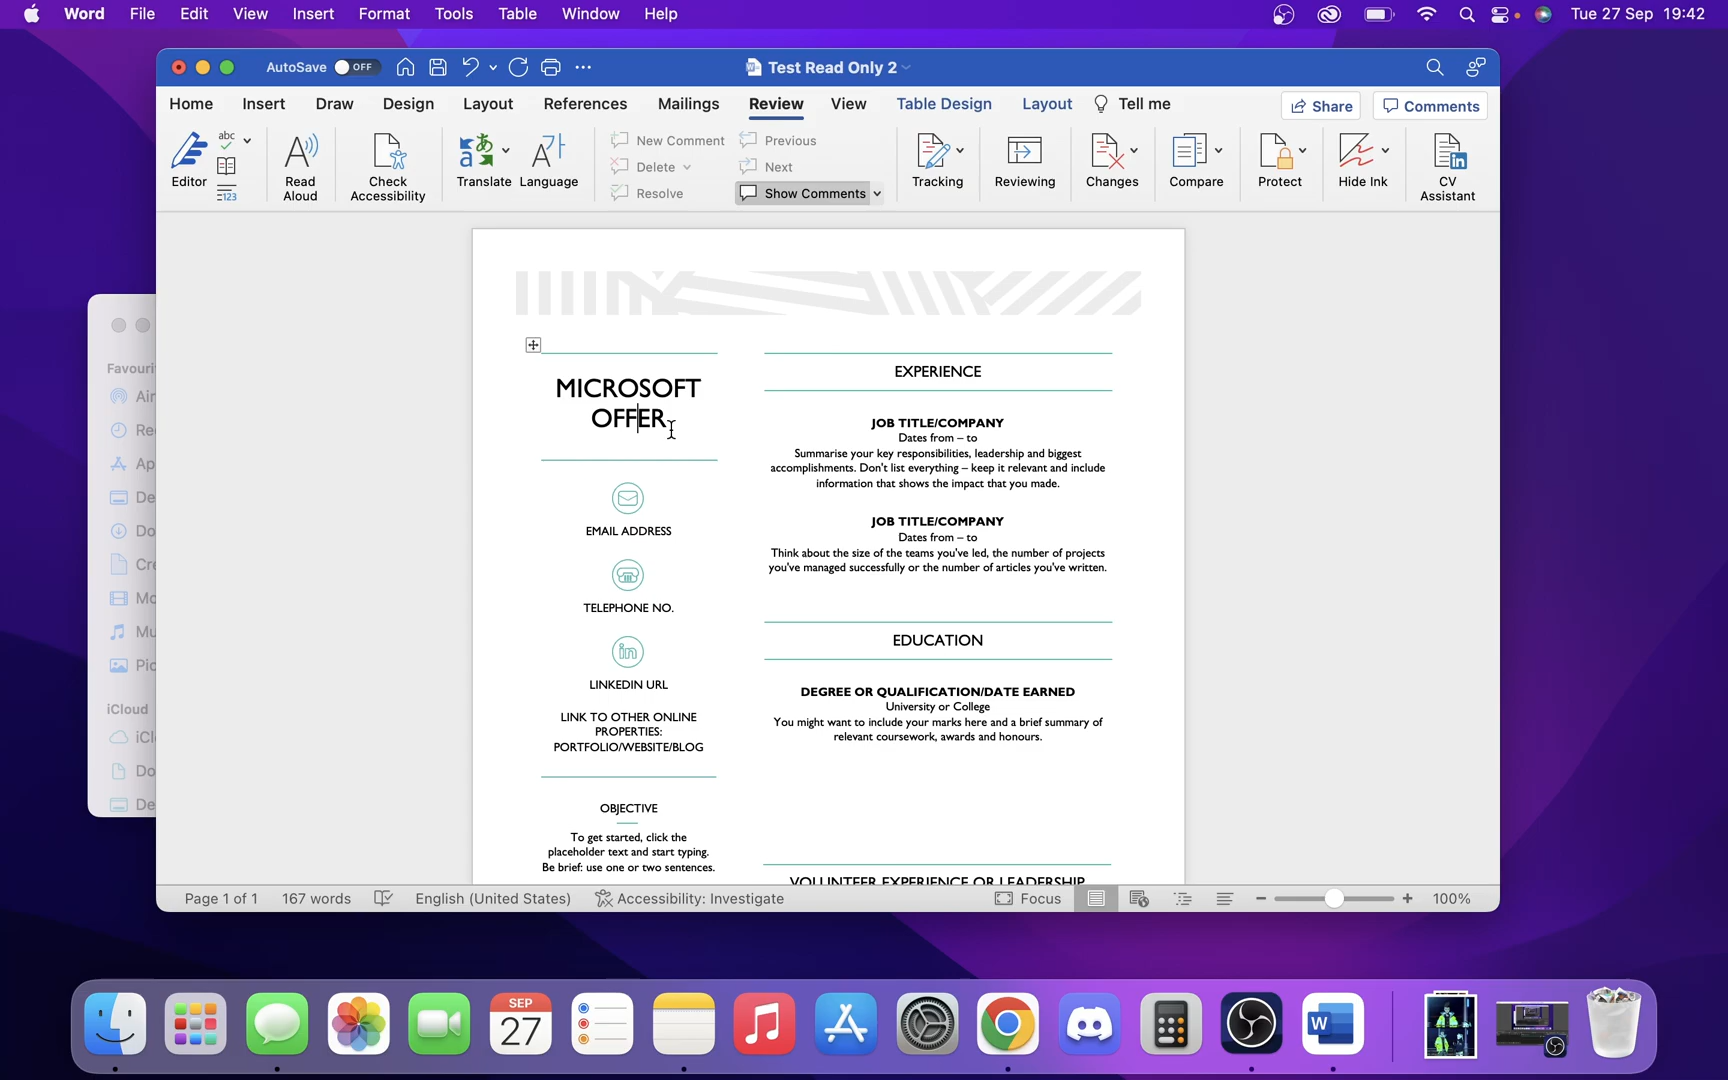 Word File Edit View Insert Format Tools Table Window Help Tue 27 Sep 19:42
AutoSave OFF Test Read Only 2
Home Insert Draw Design Layout References Mailings Review View Table Design Layout Tell me Share Comments
abc
123
Editor
Read
Aloud
Check
Accessibility
Translate
Language
New Comment
Delete
Resolve
Previous
Next
Show Comments
Tracking
Reviewing
Changes
Compare
Protect
Hide Ink
CV
Assistant
iCloud
MICROSOFT
OFFER
EMAIL ADDRESS
TELEPHONE NO.
in
LINKEDIN URL
LINK TO OTHER ONLINE
PROPERTIES:
PORTFOLIO/WEBSITE/BLOG
OBJECTIVE
To get started, click the
placeholder text and start typing.
Be brief: use one or two sentences.
EXPERIENCE
JOB TITLE/COMPANY
Dates from – to
Summarise your key responsibilities, leadership and biggest
accomplishments. Don't list everything – keep it relevant and include
information that shows the impact that you made.
JOB TITLE/COMPANY
Dates from – to
Think about the size of the teams you've led, the number of projects
you've managed successfully or the number of articles you've written.
EDUCATION
DEGREE OR QUALIFICATION/DATE EARNED
University or College
You might want to include your marks here and a brief summary of
relevant coursework, awards and honours.
VOLUNTEER EXPERIENCE OR LEADERSHIP
Page 1 of 1 167 words English (United States) Accessibility: Investigate Focus 100%
SEP
27
W